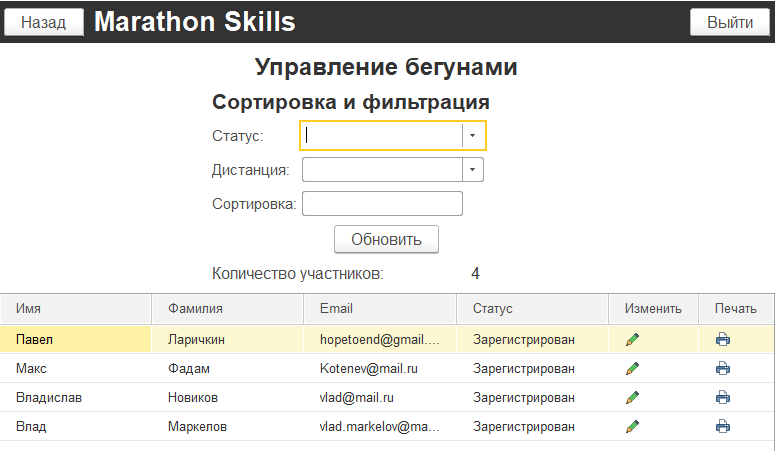 Назад Marathon Skills Выйти
Управление бегунами
Сортировка и фильтрация
Статус:
Дистанция:
Сортировка:
Обновить
Количество участников: 4
Имя Фамилия Email Статус Изменить Печать
Павел Ларичкин hopetoend@gmail.... Зарегистрирован
Макс Фадам Kotenev@mail.ru Зарегистрирован
Владислав Новиков vlad@mail.ru Зарегистрирован
Влад Маркелов vlad.markelov@ma... Зарегистрирован